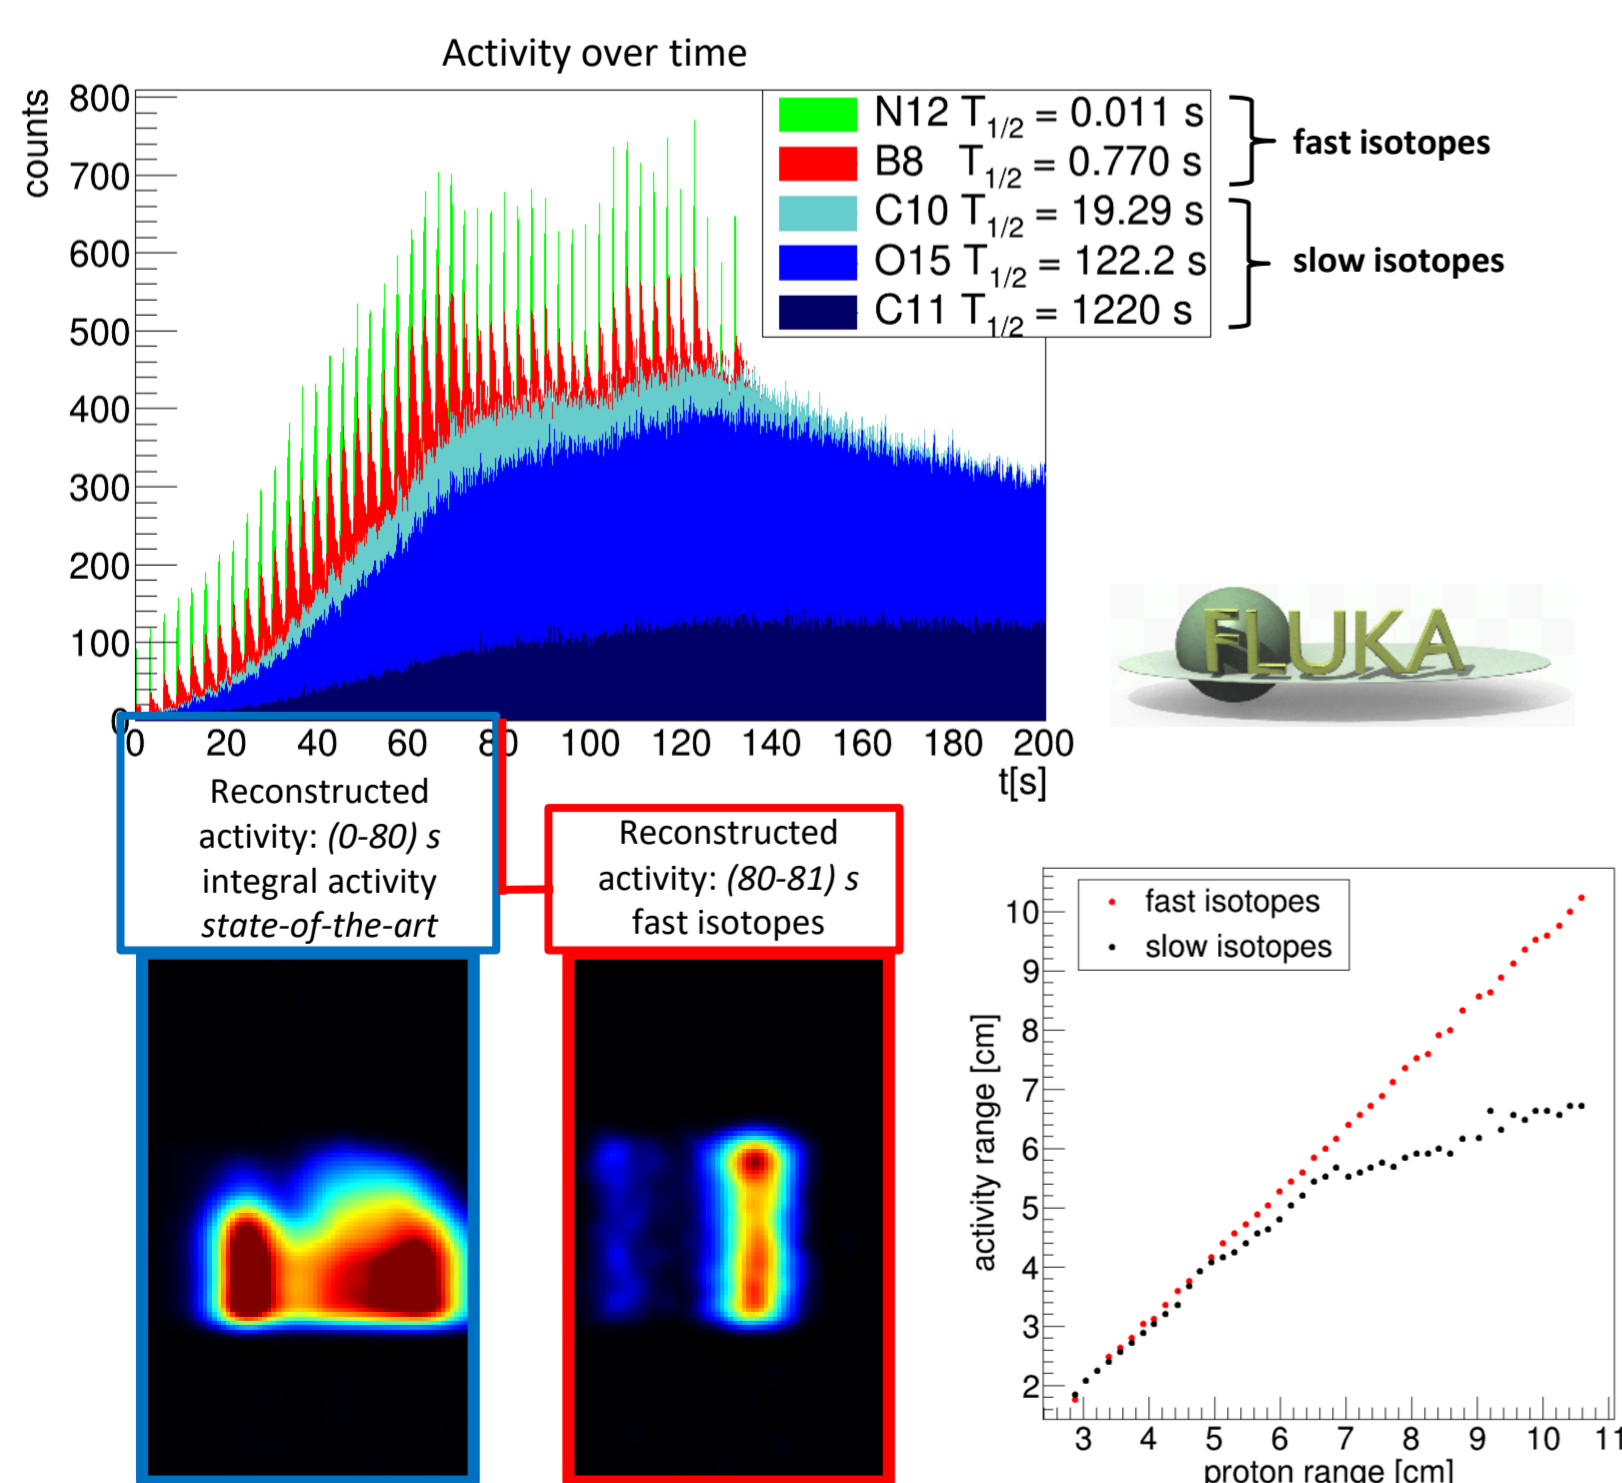 Activity over time
counts
800
700
600
500
400
300
200
100
0
N12 T1/2 = 0.011 s
B8 T1/2 = 0.770 s
C10 T1/2 = 19.29 s
O15 T1/2 = 122.2 s
C11 T1/2 = 1220 s
fast isotopes
slow isotopes
FLUKA
0 20 40 60 80 100 120 140 160 180 200
t[s]
Reconstructed
activity: (0-80) s
integral activity
state-of-the-art
Reconstructed
activity: (80-81) s
fast isotopes
fast isotopes
slow isotopes
activity range [cm]
10
9
8
7
6
5
4
3
2
3 4 5 6 7 8 9 10 11
proton range [cm]